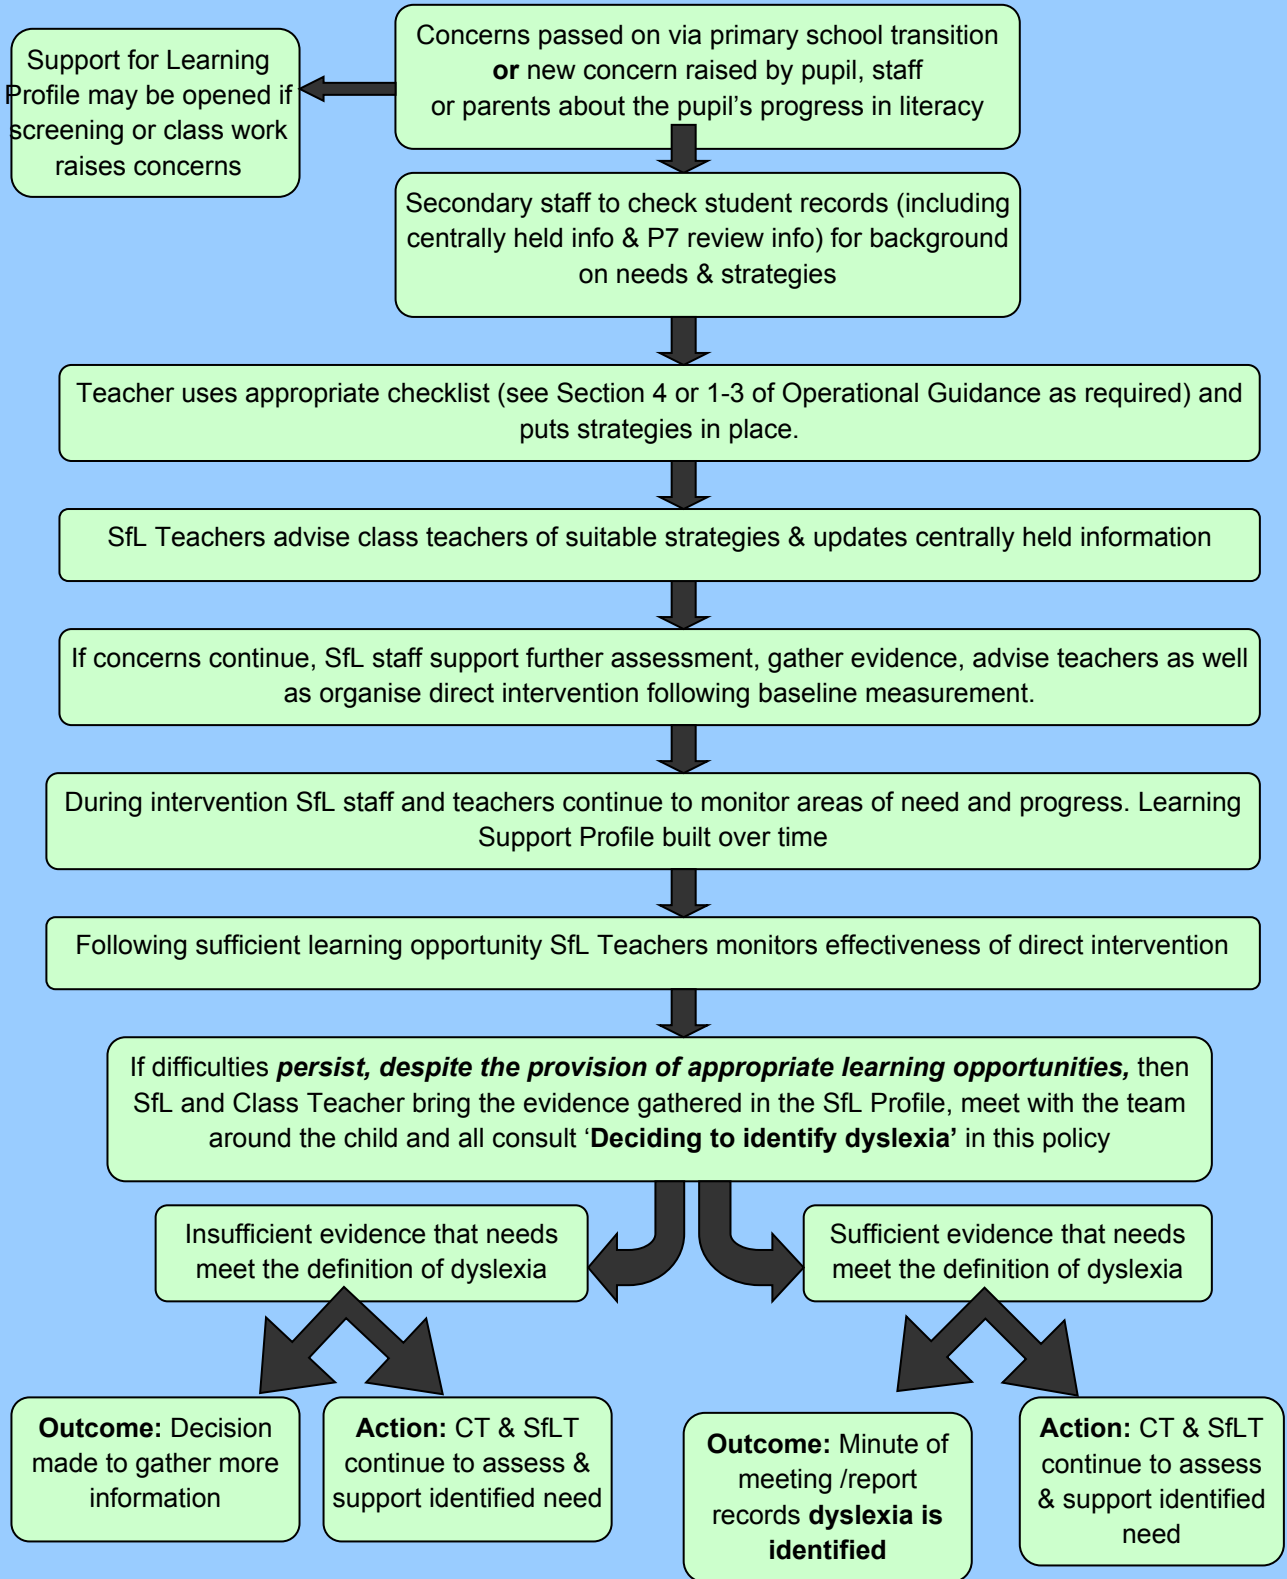 Support for Learning
Profile may be opened if
screening or class work
raises concerns
Concerns passed on via primary school transition
or new concern raised by pupil, staff
or parents about the pupil’s progress in literacy
Secondary staff to check student records (including
centrally held info & P7 review info) for background
on needs & strategies
Teacher uses appropriate checklist (see Section 4 or 1-3 of Operational Guidance as required) and
puts strategies in place.
SfL Teachers advise class teachers of suitable strategies & updates centrally held information
If concerns continue, SfL staff support further assessment, gather evidence, advise teachers as well
as organise direct intervention following baseline measurement.
During intervention SfL staff and teachers continue to monitor areas of need and progress. Learning
Support Profile built over time
Following sufficient learning opportunity SfL Teachers monitors effectiveness of direct intervention
If difficulties persist, despite the provision of appropriate learning opportunities, then
SfL and Class Teacher bring the evidence gathered in the SfL Profile, meet with the team
around the child and all consult ‘Deciding to identify dyslexia’ in this policy
Insufficient evidence that needs
meet the definition of dyslexia
Sufficient evidence that needs
meet the definition of dyslexia
Outcome: Decision
made to gather more
information
Action: CT & SfLT
continue to assess &
support identified need
Outcome: Minute of
meeting /report
records dyslexia is
identified
Action: CT & SfLT
continue to assess
& support identified
need